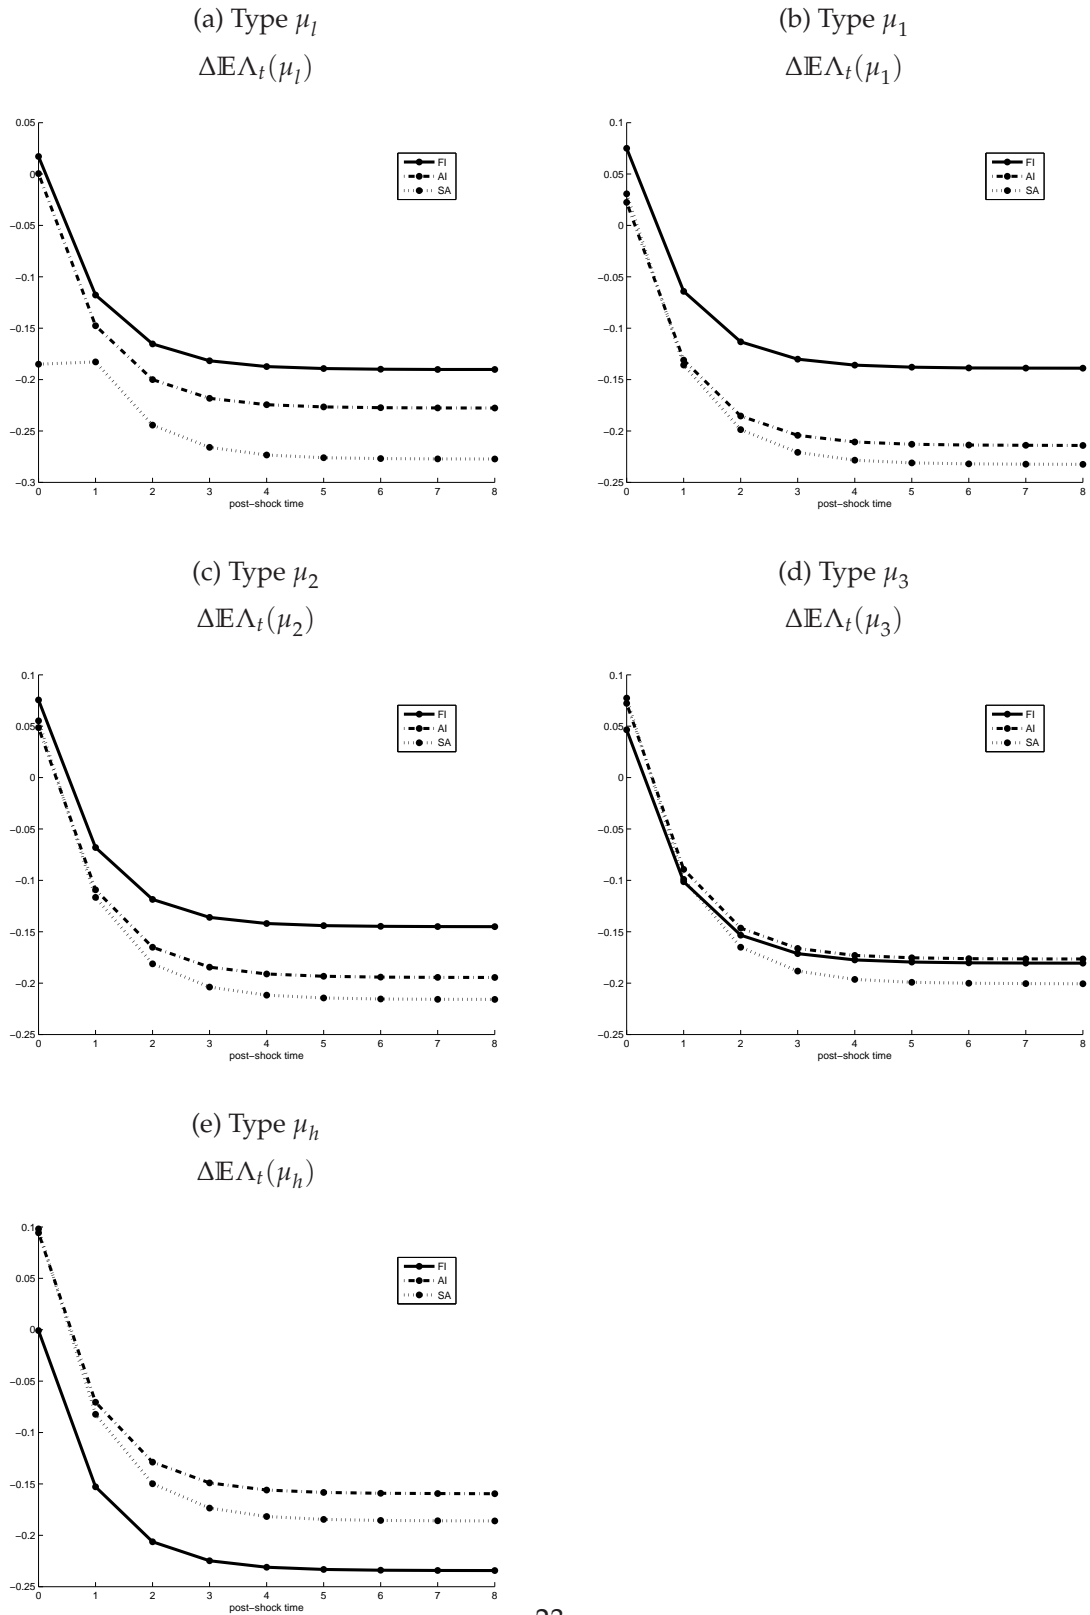 (a) Type μ_l
ΔEΛ_t(μ_l)
0.05
0
−0.05
−0.1
−0.15
−0.2
−0.25
−0.3
0 1 2 3 4 5 6 7 8
post−shock time
FI
AI
SA
(b) Type μ_1
Δ𝔼Λ_t(μ_1)
0.1
0.05
0
−0.05
−0.1
−0.15
−0.2
−0.25
0 1 2 3 4 5 6 7 8
post−shock time
FI
AI
SA
(c) Type μ_2
Δ𝔼Λ_t(μ_2)
0.1
0.05
0
−0.05
−0.1
−0.15
−0.2
−0.25
0 1 2 3 4 5 6 7 8
post−shock time
FI
AI
SA
(d) Type μ_3
Δ𝔼Λ_t(μ_3)
0.1
0.05
0
−0.05
−0.1
−0.15
−0.2
−0.25
0 1 2 3 4 5 6 7 8
post−shock time
FI
AI
SA
(e) Type μ_h
Δ𝔼Λ_t(μ_h)
0.1
0.05
0
−0.05
−0.1
−0.15
−0.2
−0.25
0 1 2 3 4 5 6 7 8
post−shock time
FI
AI
SA